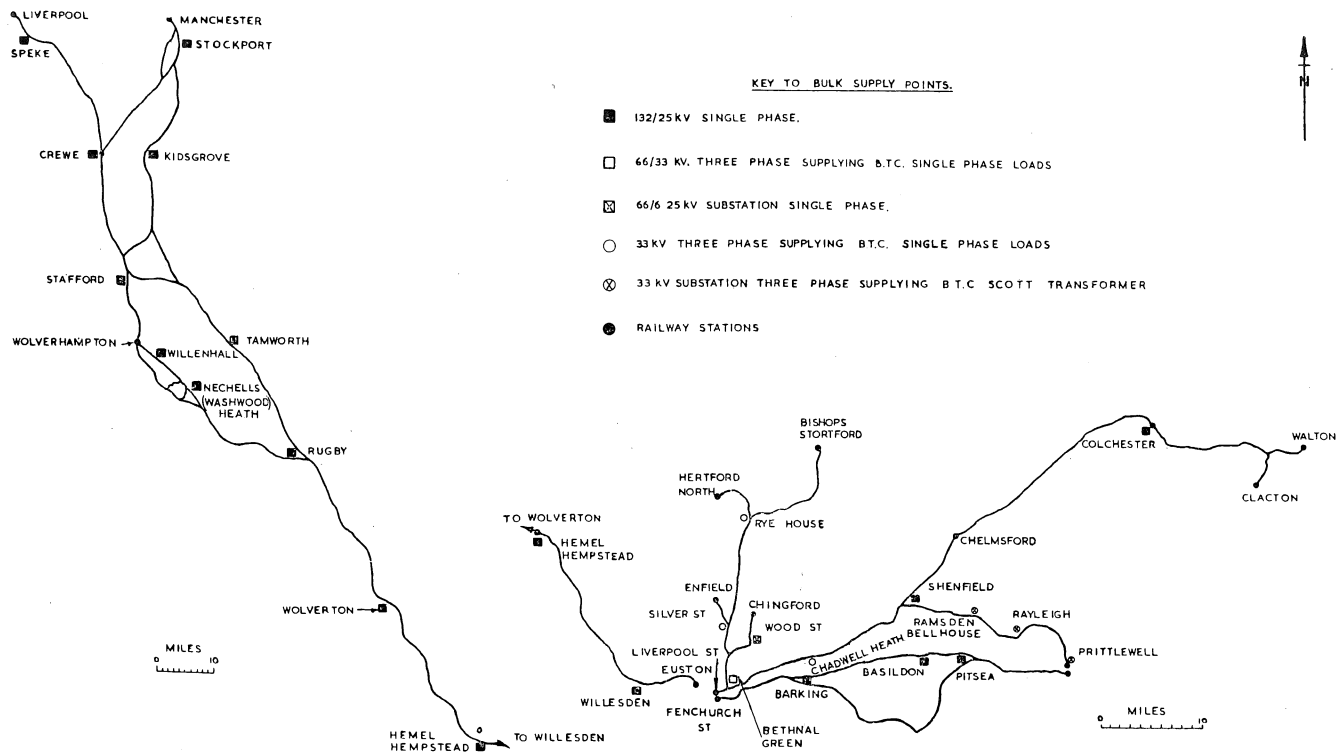 LIVERPOOL
SPEKE
MANCHESTER
STOCKPORT
CREWE
KIDSGROVE
STAFFORD
WOLVERHAMPTON
WILLENHALL
TAMWORTH
NECHELLS
(WASHWOOD)
HEATH
RUGBY
WOLVERTON
MILES
0 10
HEMEL
HEMPSTEAD
TO WILLESDEN
KEY TO BULK SUPPLY POINTS.
132/25 kV SINGLE PHASE.
66/33 KV. THREE PHASE SUPPLYING B.T.C. SINGLE PHASE LOADS
66/6 25 kV SUBSTATION SINGLE PHASE.
33 kV THREE PHASE SUPPLYING B.T.C. SINGLE PHASE LOADS
33 kV SUBSTATION THREE PHASE SUPPLYING B T.C SCOTT TRANSFORMER
RAILWAY STATIONS
N
TO WOLVERTON
HEMEL
HEMPSTEAD
WILLESDEN
EUSTON
LIVERPOOL ST
FENCHURCH
ST
BETHNAL
GREEN
BISHOPS
STORTFORD
HERTFORD
NORTH
RYE HOUSE
ENFIELD
SILVER ST
CHINGFORD
WOOD ST
CHADWELL HEATH
BARKING
BASILDON
PITSEA
SHENFIELD
RAMSDEN
BELLHOUSE
RAYLEIGH
PRITTLEWELL
CHELMSFORD
COLCHESTER
WALTON
CLACTON
MILES
0 10